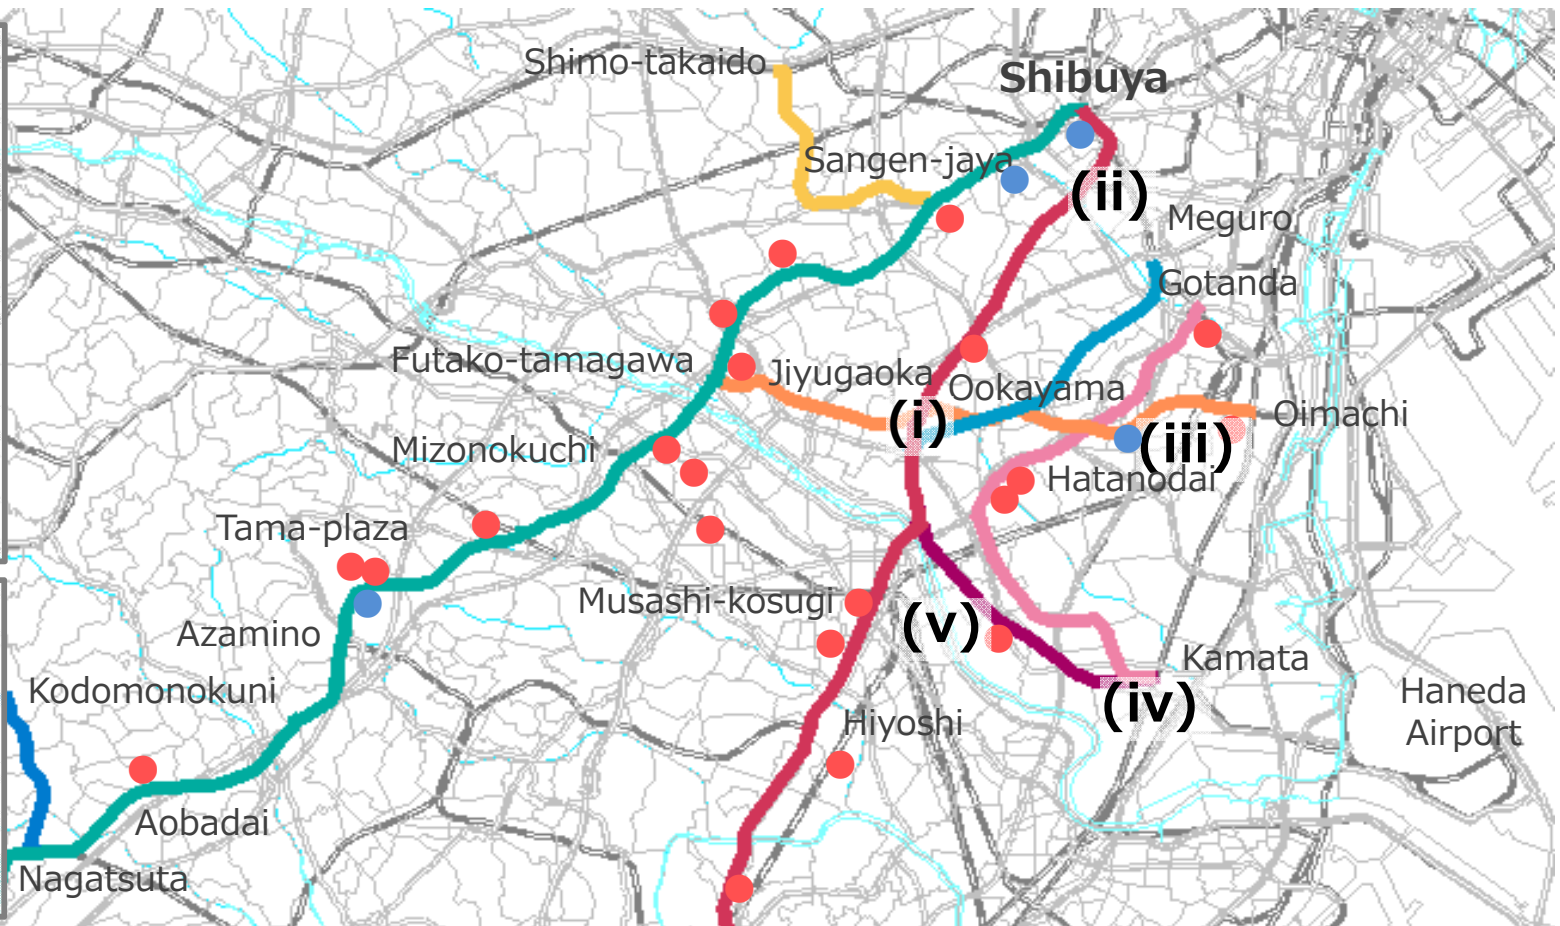 Shimo-takaido
Shibuya
Sangen-jaya
(ii)
Meguro
Gotanda
Futako-tamagawa
Jiyugaoka
Ookayama
(i)
Oimachi
Mizonokuchi
(iii)
Hatanodai
Tama-plaza
Musashi-kosugi
(v)
Azamino
Kamata
Kodomonokuni
(iv)
Haneda
Airport
Hiyoshi
Aobadai
Nagatsuta